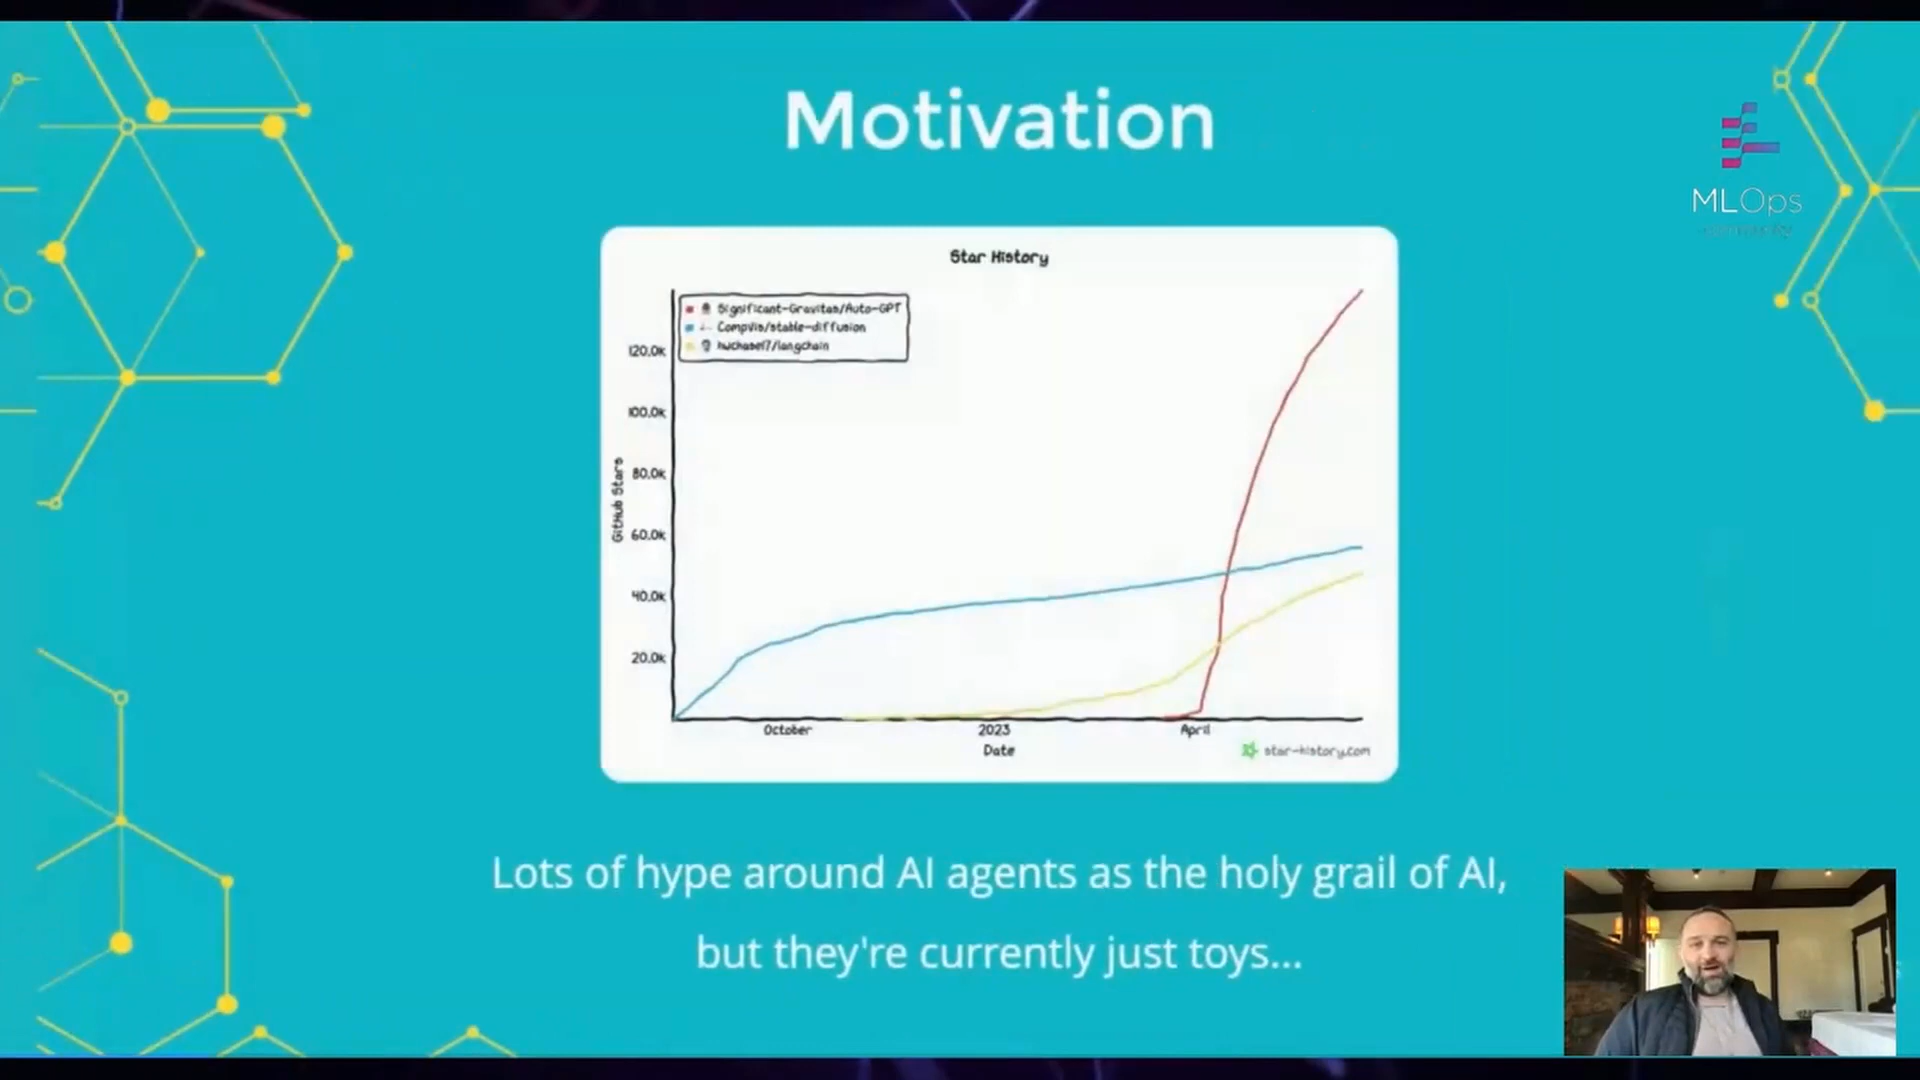 Motivation
MLOps
Star History
Significant-Gravitas/Auto-GPT
CompVis/stable-diffusion
hwchase17/langchain
120.0k
100.0k
80.0k
60.0k
40.0k
20.0k
GitHub Stars
October
2023
April
Date
star-history.com
Lots of hype around AI agents as the holy grail of AI,
but they're currently just toys...